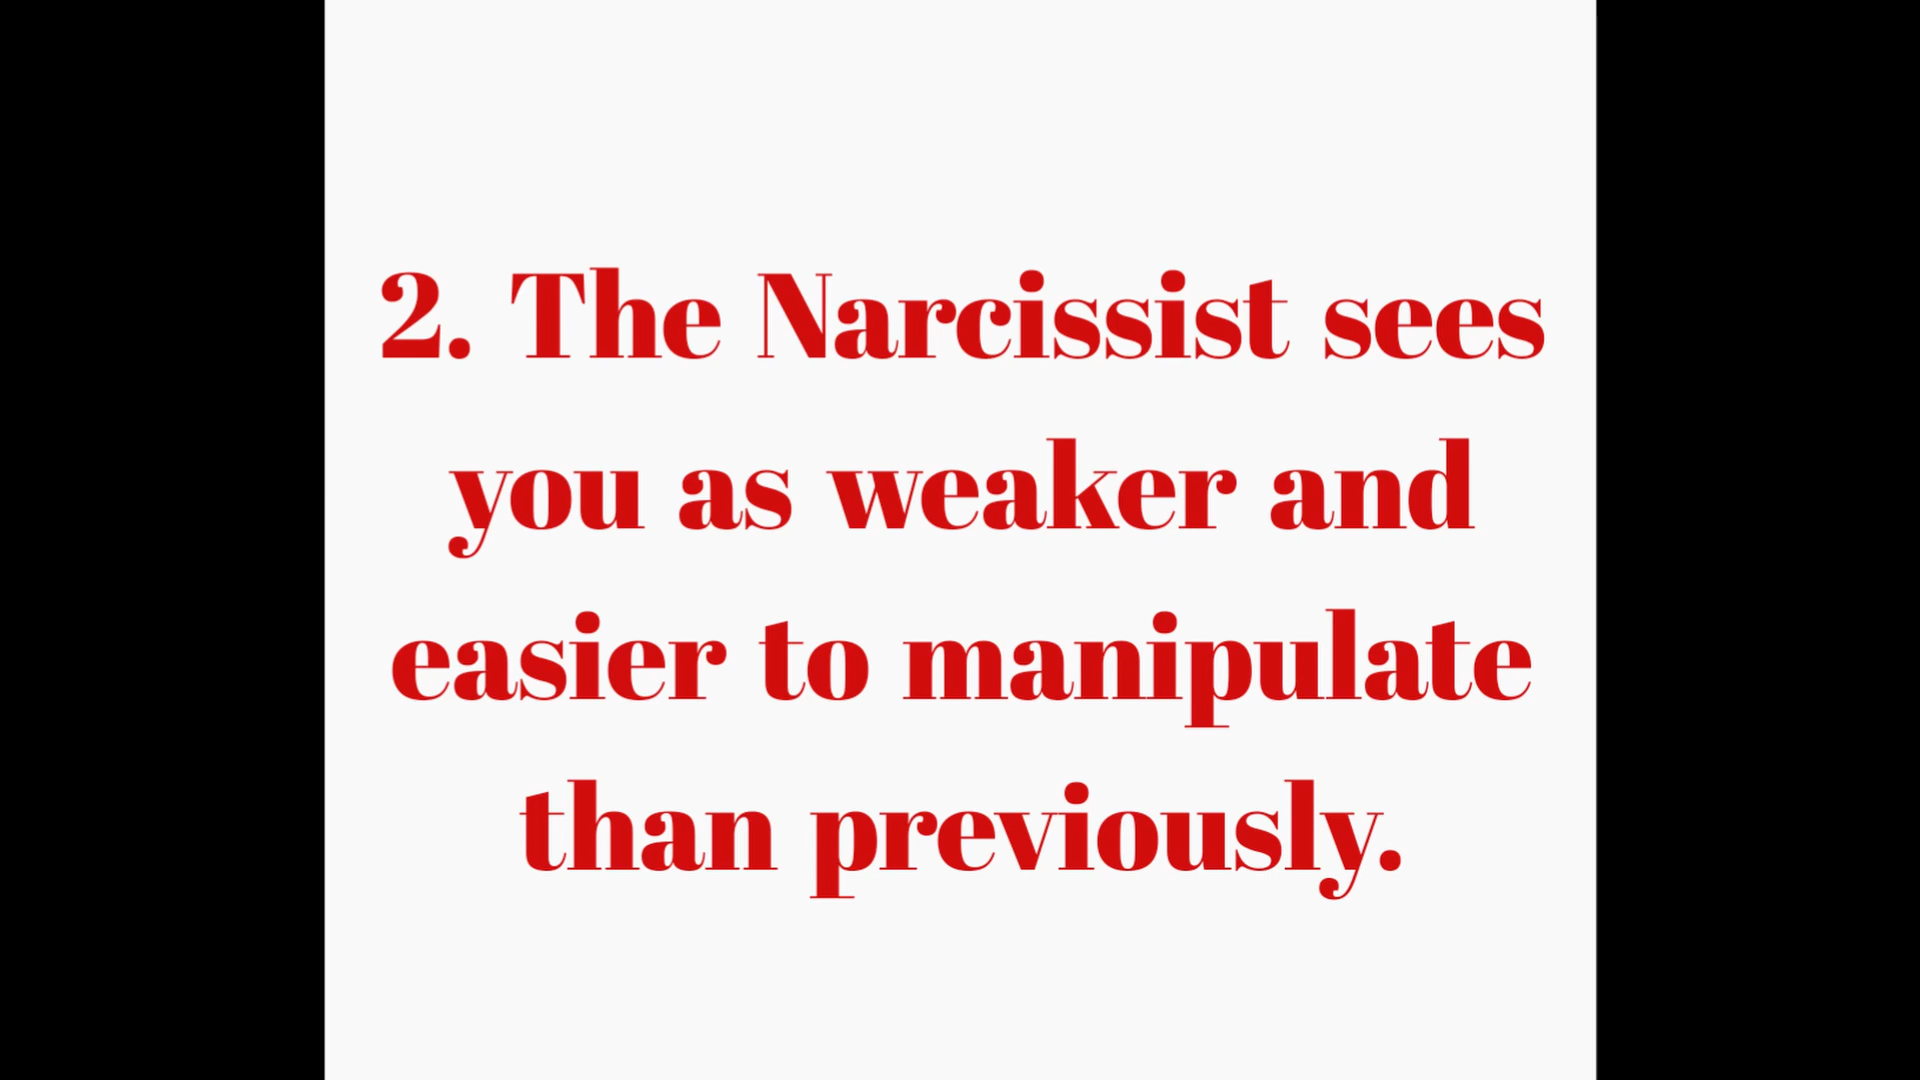 2. The Narcissist sees
you as weaker and
easier to manipulate
than previously.